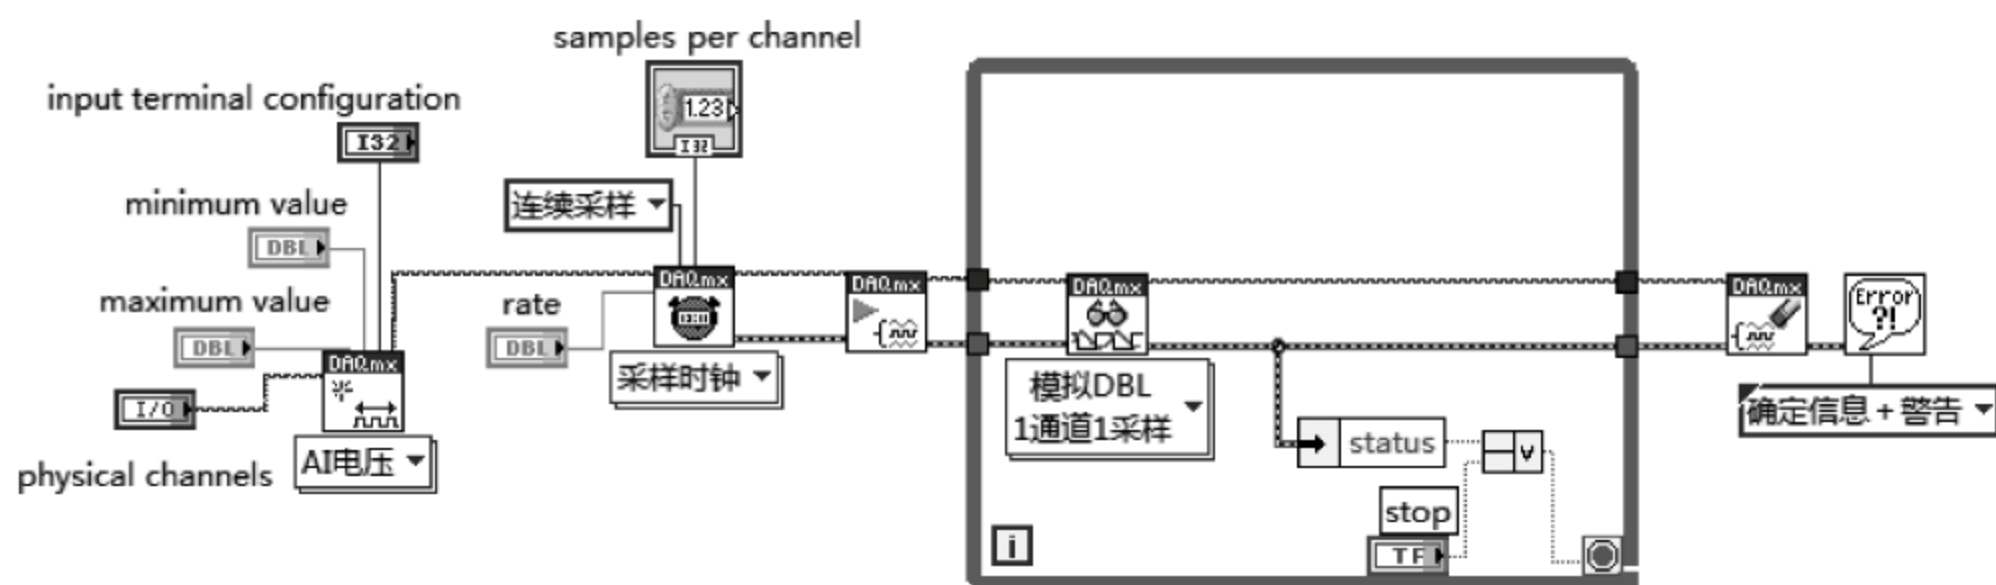 samples per channel
input terminal configuration
1.23
I32
I32
minimum value
连续采样
DBL
DAQmx
DAQmx
DAQmx
DAQmx
maximum value
rate
Error
?!
DBL
DBL
DAQmx
采样时钟
模拟DBL
1通道1采样
确定信息 + 警告
I/O
AI电压
status
V
physical channels
stop
i
TF